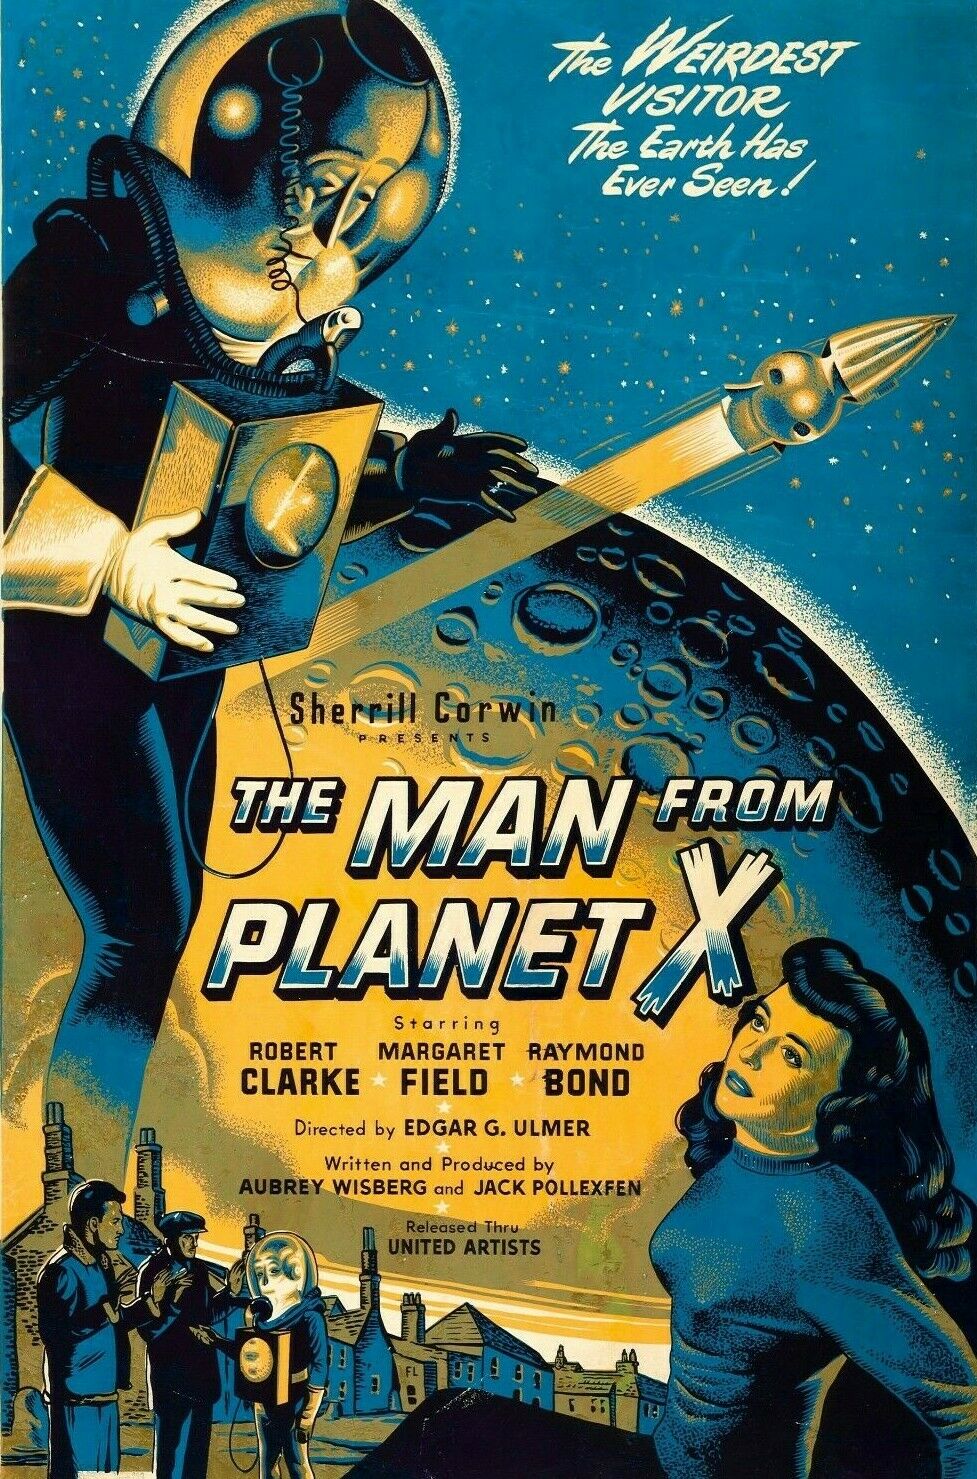 The WEIRDEST
VISITOR
The Earth Has
Ever Seen!
Sherrill Corwin
PRESENTS
THE MAN FROM
PLANET X
Starring
ROBERT MARGARET RAYMOND
CLARKE FIELD BOND
Directed by EDGAR G. ULMER
Written and Produced by
AUBREY WISBERG and JACK POLLEXFEN
Released Thru
UNITED ARTISTS
FL